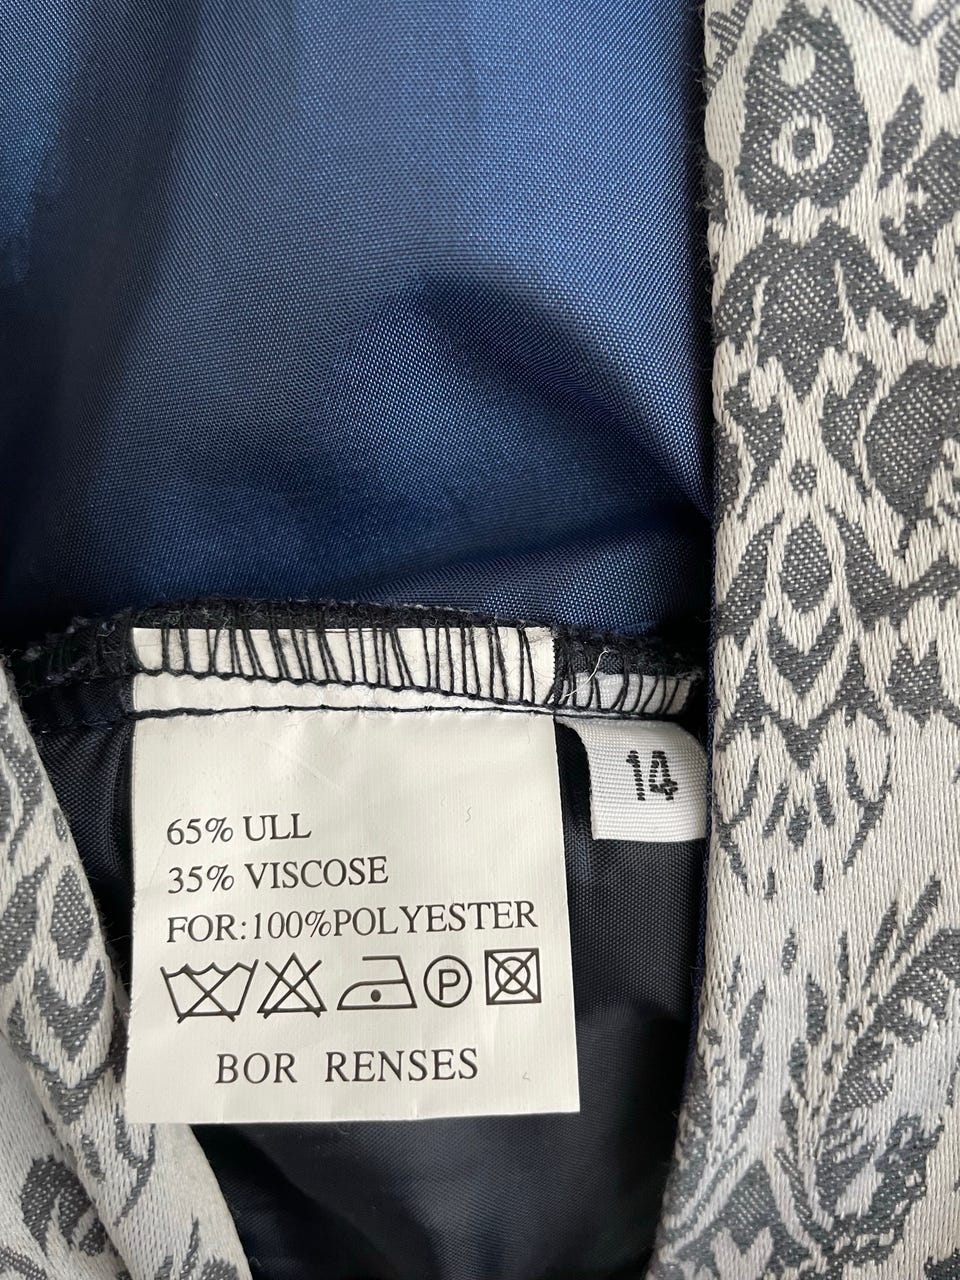 65% ULL
35% VISCOSE
FOR:100%POLYESTER
P
BOR RENSES
14